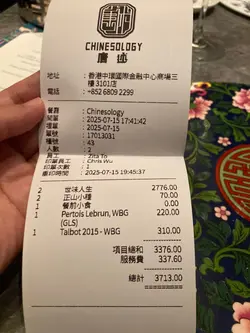 CHINESOLOGY
唐述
地址 : 香港中環國際金融中心商場三
樓 3101店
電話 : +852 6809 2299
餐廳 : Chinesology
開單 : 2025-07-15 17:41:42
埋單 : 2025-07-15
單號 : 17013031
檯號 : 43
人數 : 2
員工 : Zita To
印單員工 : Chris Wu
重印時間 : 2025-07-15 19:45:37
2 世味人生 2776.00
2 正山小種 70.00
1 餐前小食 0.00
1 Pertois Lebrun, WBG 220.00
(GLS)
1 Talbot 2015 - WBG 310.00
項目總和 3376.00
服務費 337.60
總計 3713.00